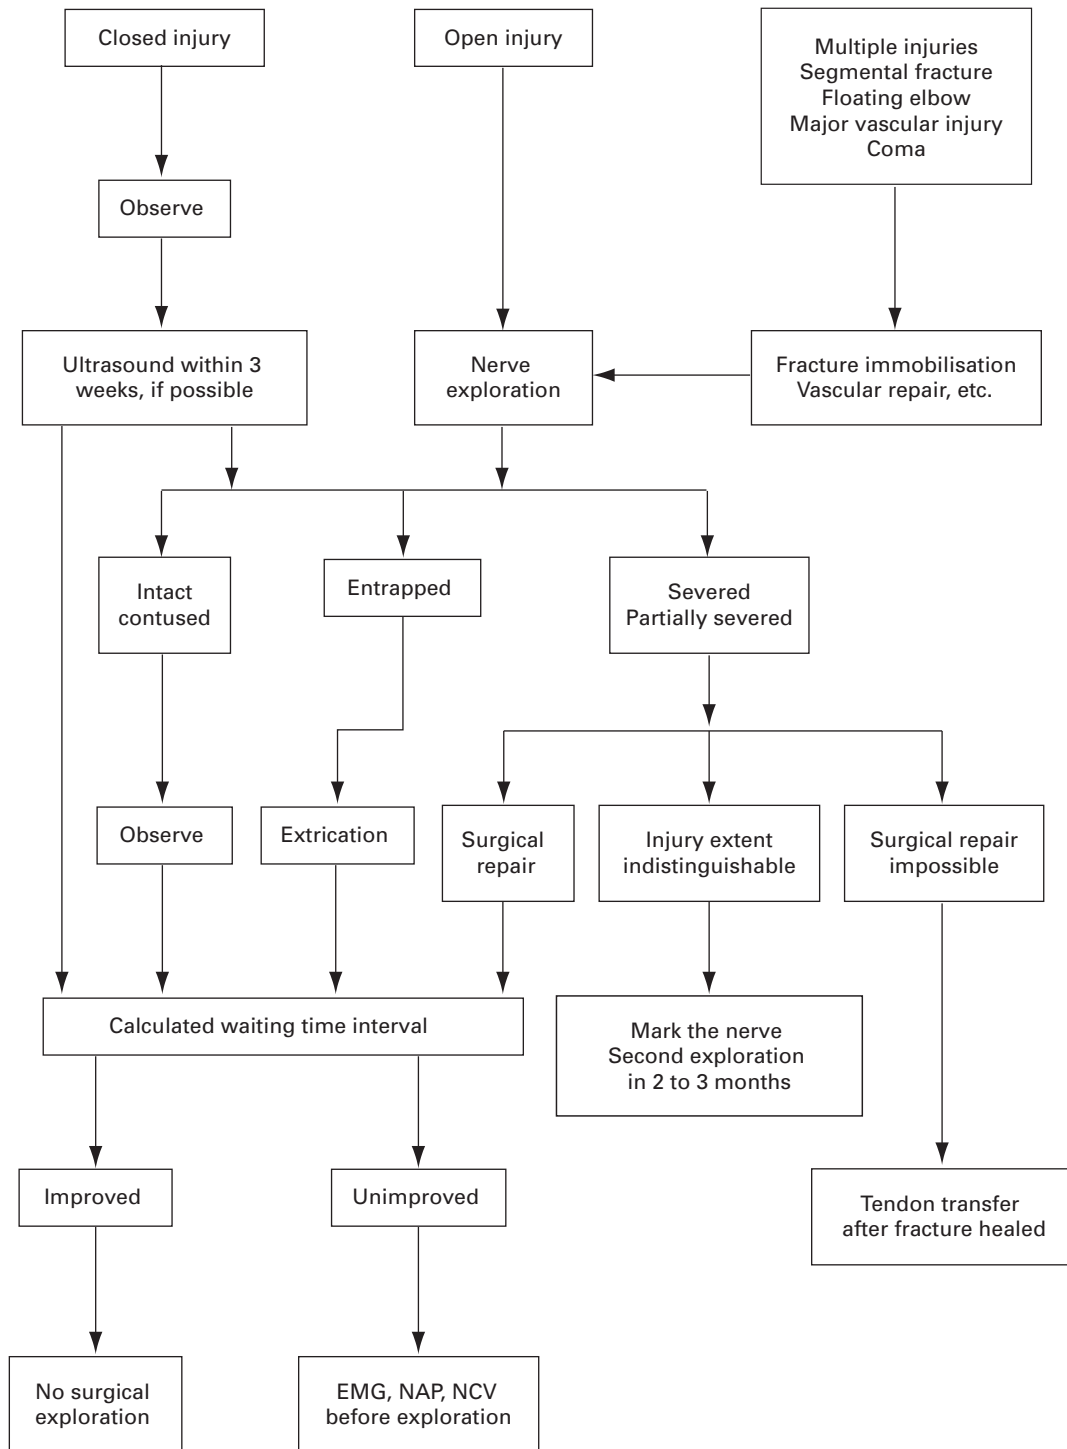 Closed injury
Open injury
Multiple injuries
Segmental fracture
Floating elbow
Major vascular injury
Coma
Observe
Ultrasound within 3
weeks, if possible
Nerve
exploration
Fracture immobilisation
Vascular repair, etc.
Intact
contused
Entrapped
Severed
Partially severed
Observe
Extrication
Surgical
repair
Injury extent
indistinguishable
Surgical repair
impossible
Calculated waiting time interval
Mark the nerve
Second exploration
in 2 to 3 months
Improved
Unimproved
Tendon transfer
after fracture healed
No surgical
exploration
EMG, NAP, NCV
before exploration